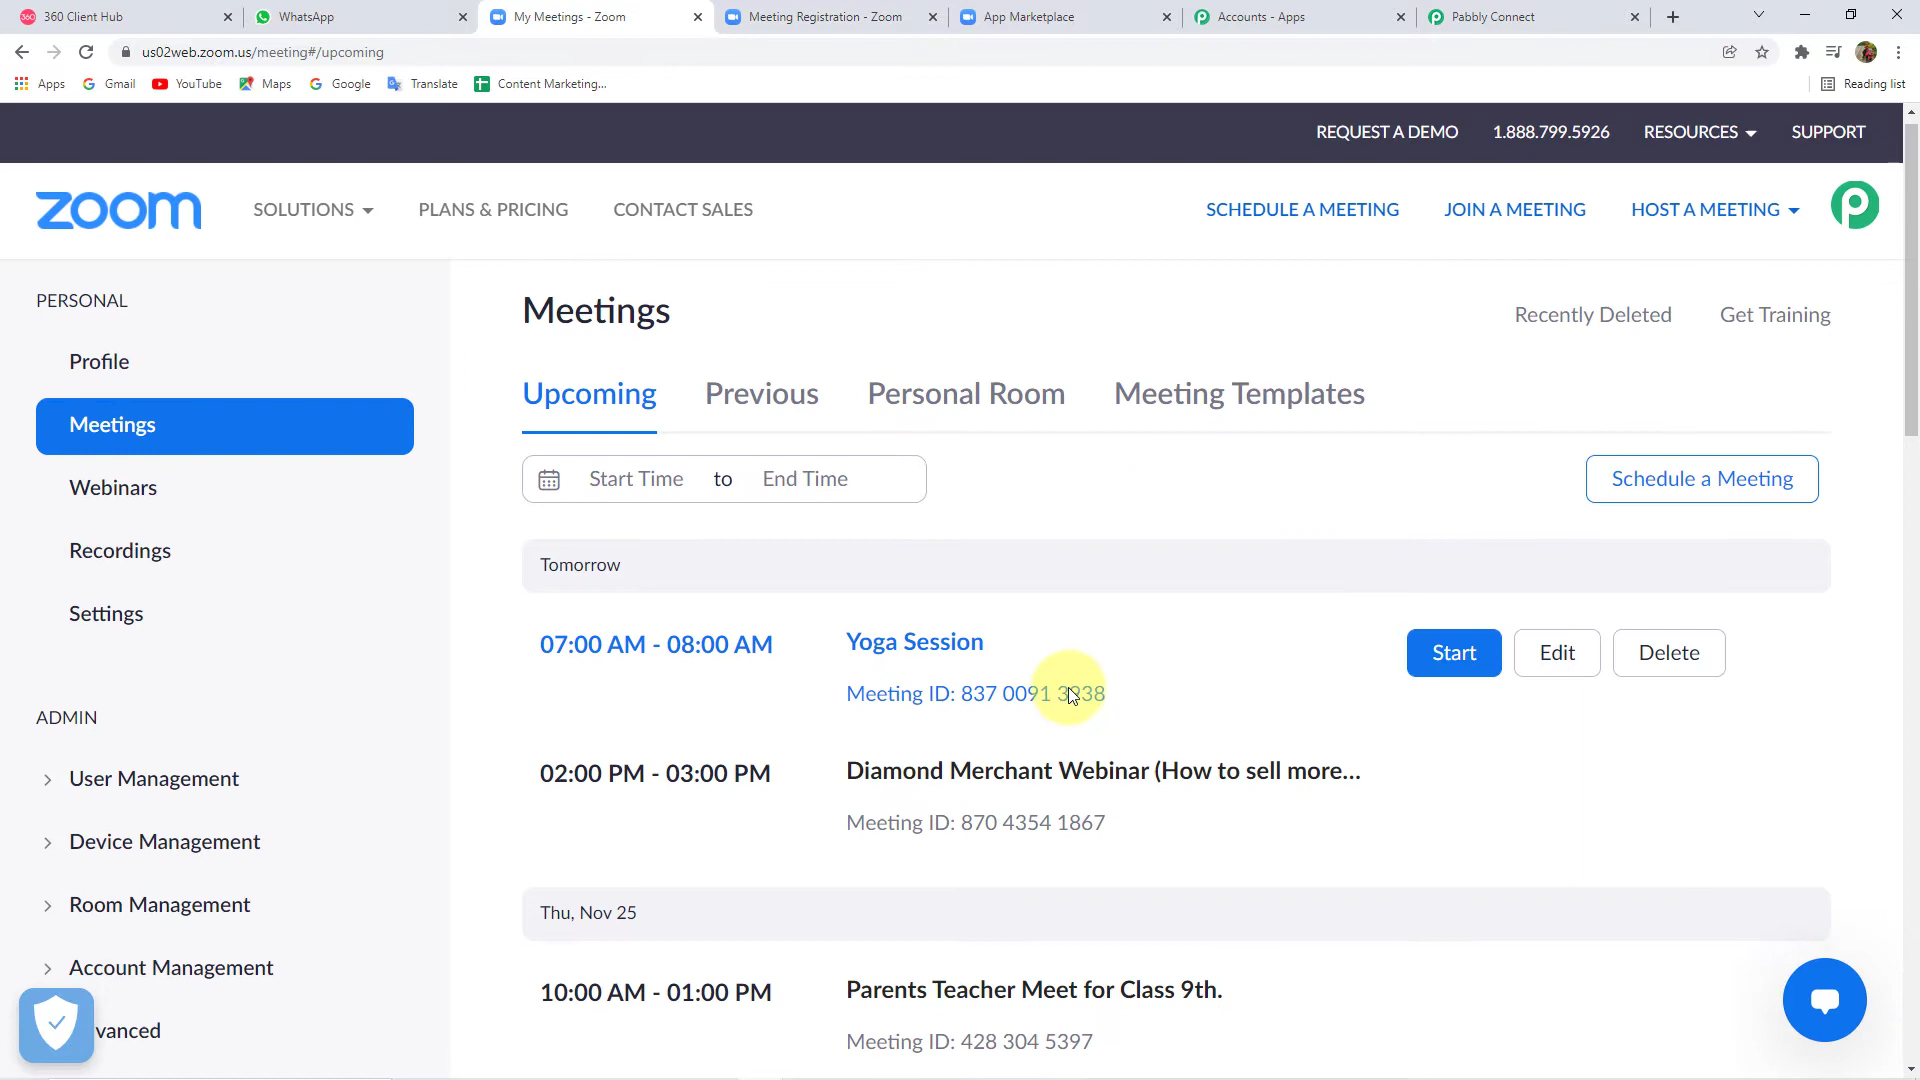 360 Client Hub
WhatsApp
My Meetings - Zoom
Meeting Registration - Zoom
App Marketplace
Accounts - Apps
Pabbly Connect
us02web.zoom.us/meeting#/upcoming
Apps
Gmail
YouTube
Maps
Google
Translate
Content Marketing...
Reading list
REQUEST A DEMO
1.888.799.5926
RESOURCES
SUPPORT
zoom
SOLUTIONS
PLANS & PRICING
CONTACT SALES
SCHEDULE A MEETING
JOIN A MEETING
HOST A MEETING
PERSONAL
Profile
Meetings
Webinars
Recordings
Settings
ADMIN
User Management
Device Management
Room Management
Account Management
vanced
Meetings
Recently Deleted
Get Training
Upcoming
Previous
Personal Room
Meeting Templates
Start Time to End Time
Schedule a Meeting
Tomorrow
07:00 AM - 08:00 AM
Yoga Session
Meeting ID: 837 0091
Start
Edit
Delete
02:00 PM - 03:00 PM
Diamond Merchant Webinar (How to sell more...
Meeting ID: 870 4354 1867
Thu, Nov 25
10:00 AM - 01:00 PM
Parents Teacher Meet for Class 9th.
Meeting ID: 428 304 5397